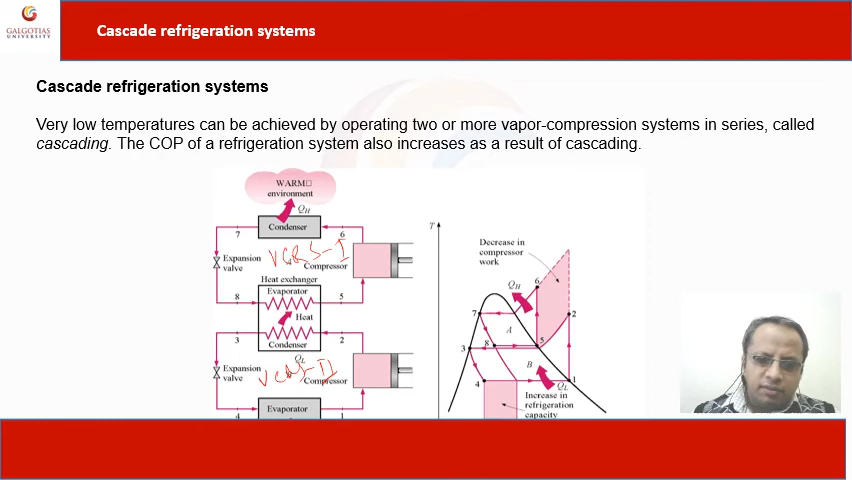 GALGOTIAS
UNIVERSITY
Cascade refrigeration systems
Cascade refrigeration systems
Very low temperatures can be achieved by operating two or more vapor-compression systems in series, called
cascading. The COP of a refrigeration system also increases as a result of cascading.
WARM□
environment
QH
Condenser
7
6
Expansion
valve
VCRS-I
Compressor
Heat exchanger
Evaporator
8
5
Heat
3
2
Condenser
QL
Expansion
valve
Compressor
Evaporator
4
1
T
Decrease in
compressor
work
QH
6
7
2
A
8
5
3
B
4
1
QL
Increase in
refrigeration
capacity